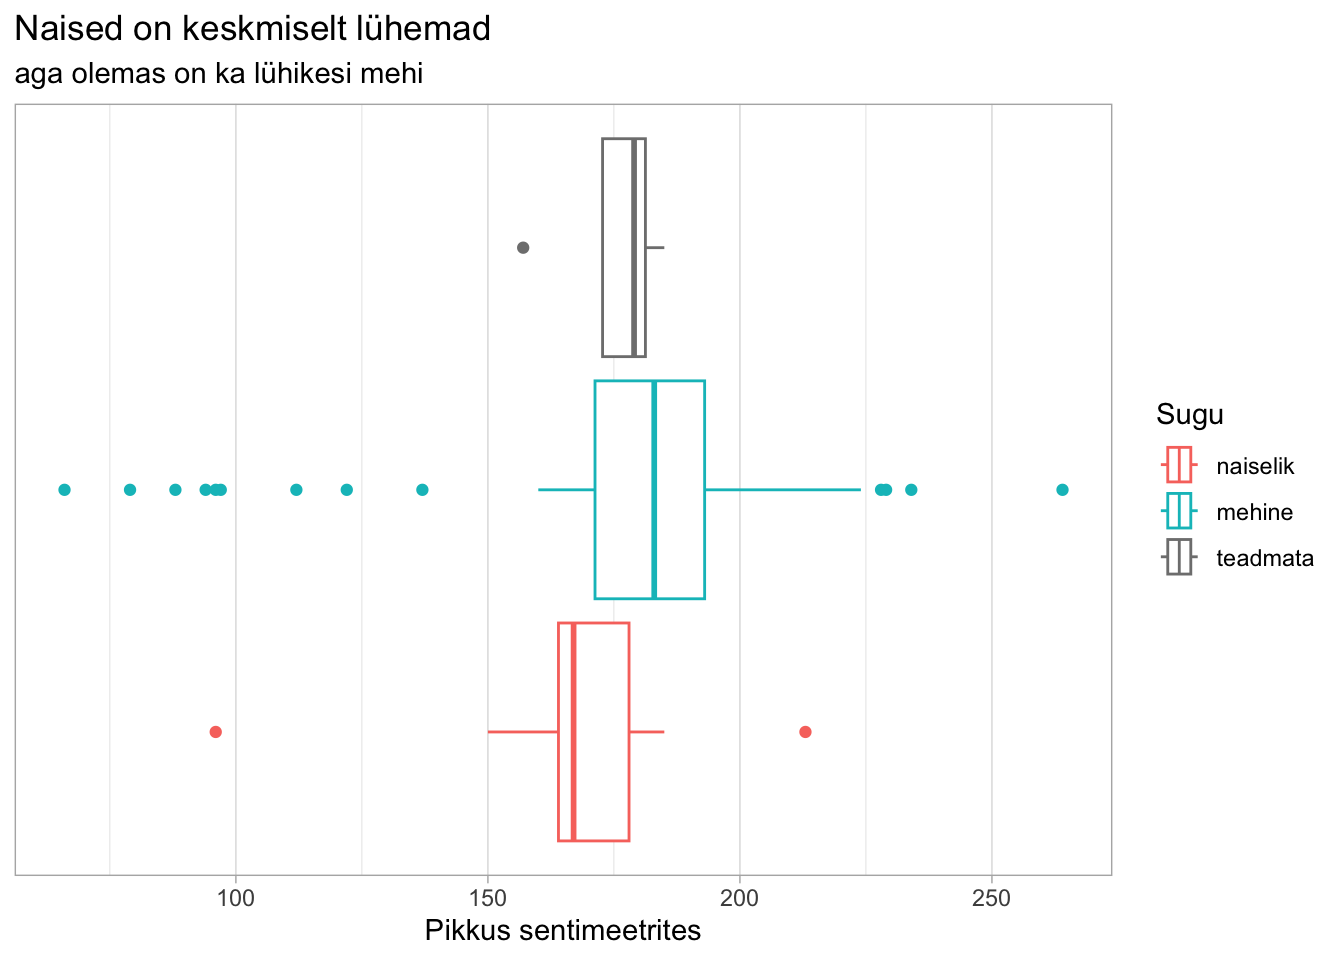 Naised on keskmiselt lühemad
aga olemas on ka lühikesi mehi
Sugu
naiselik
mehine
teadmata
100
150
200
250
Pikkus sentimeetrites